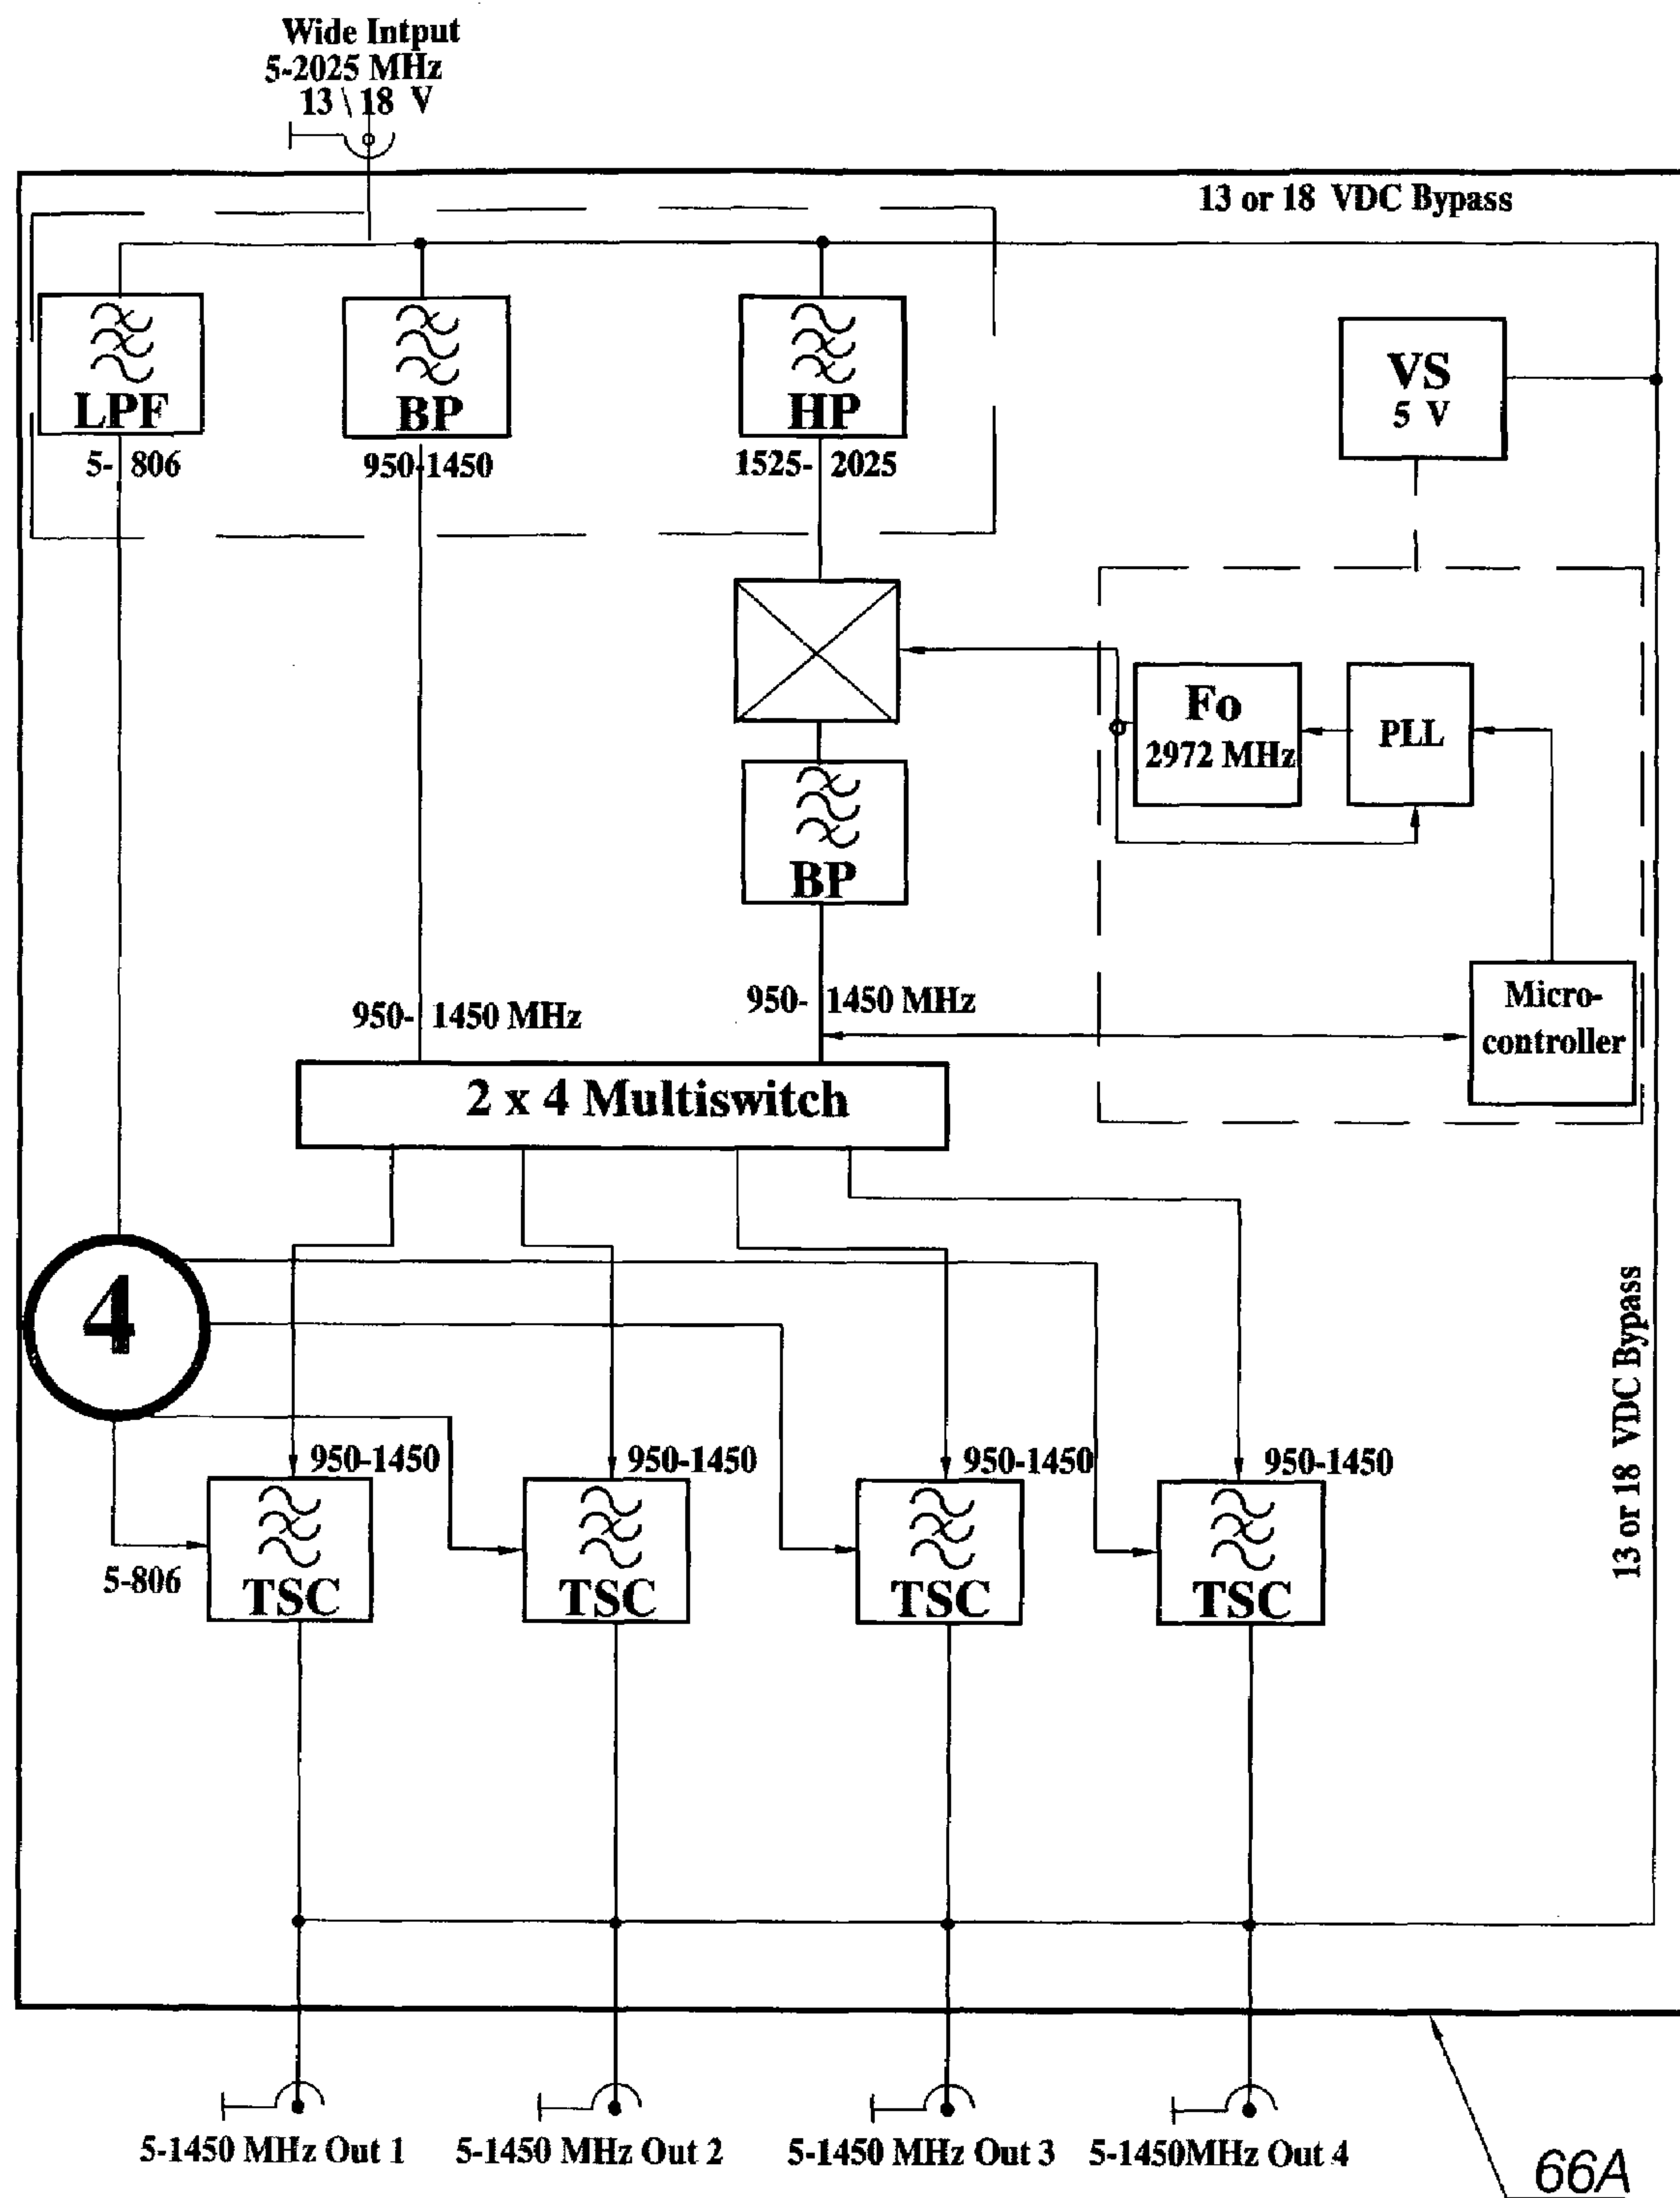 Wide Intput
5-2025 MHz
13 \ 18 V
13 or 18 VDC Bypass
LPF
BP
HP
VS
5 V
5- 806
950-1450
1525- 2025
Fo
2972 MHz
PLL
BP
Micro-
controller
950- 1450 MHz
950- 1450 MHz
2 x 4 Multiswitch
4
13 or 18 VDC Bypass
950-1450
950-1450
950-1450
950-1450
5-806
TSC
TSC
TSC
TSC
5-1450 MHz Out 1
5-1450 MHz Out 2
5-1450 MHz Out 3
5-1450MHz Out 4
66A